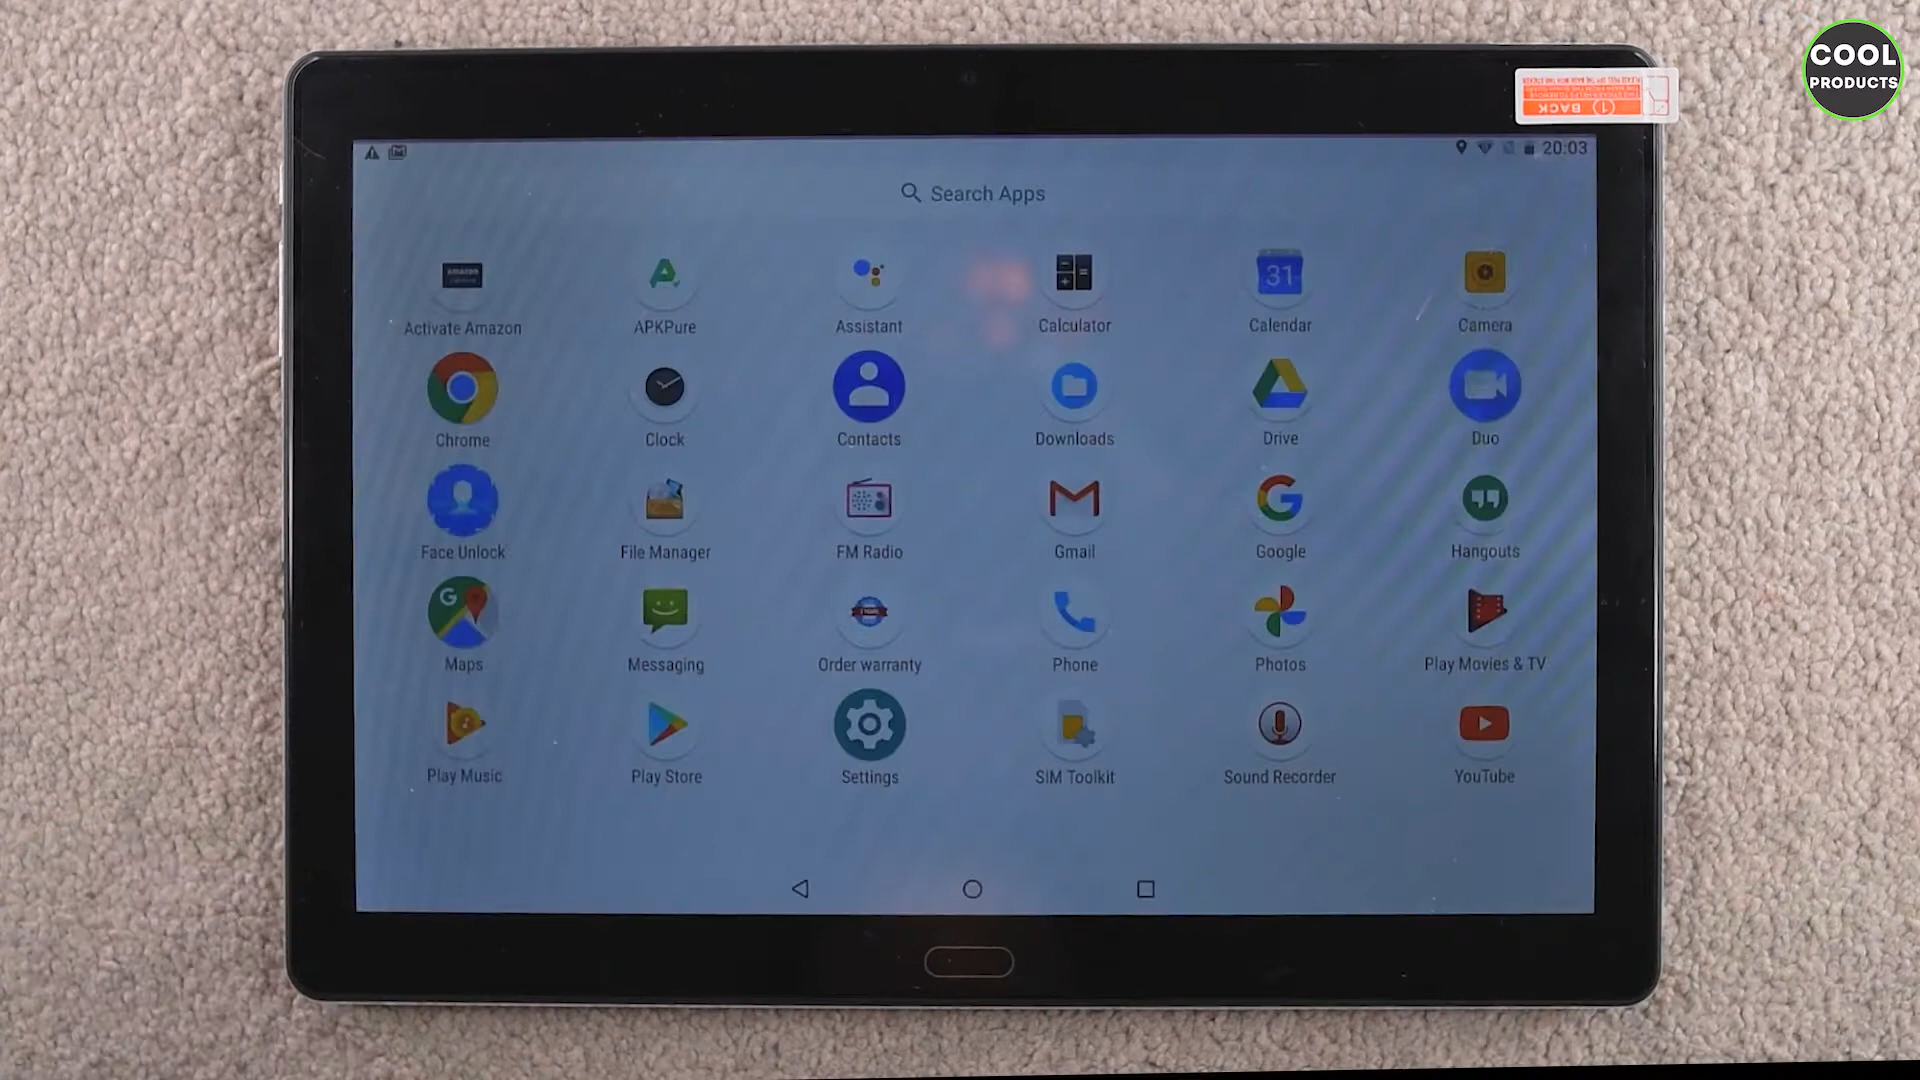 COOL
PRODUCTS
BACK
20:03
Search Apps
amazon
31
Activate Amazon
APKPure
Assistant
Calculator
Calendar
Camera
Chrome
Clock
Contacts
Downloads
Drive
Duo
Face Unlock
File Manager
FM Radio
Gmail
Google
Hangouts
Maps
Messaging
Order warranty
Phone
Photos
Play Movies & TV
Play Music
Play Store
Settings
SIM Toolkit
Sound Recorder
YouTube